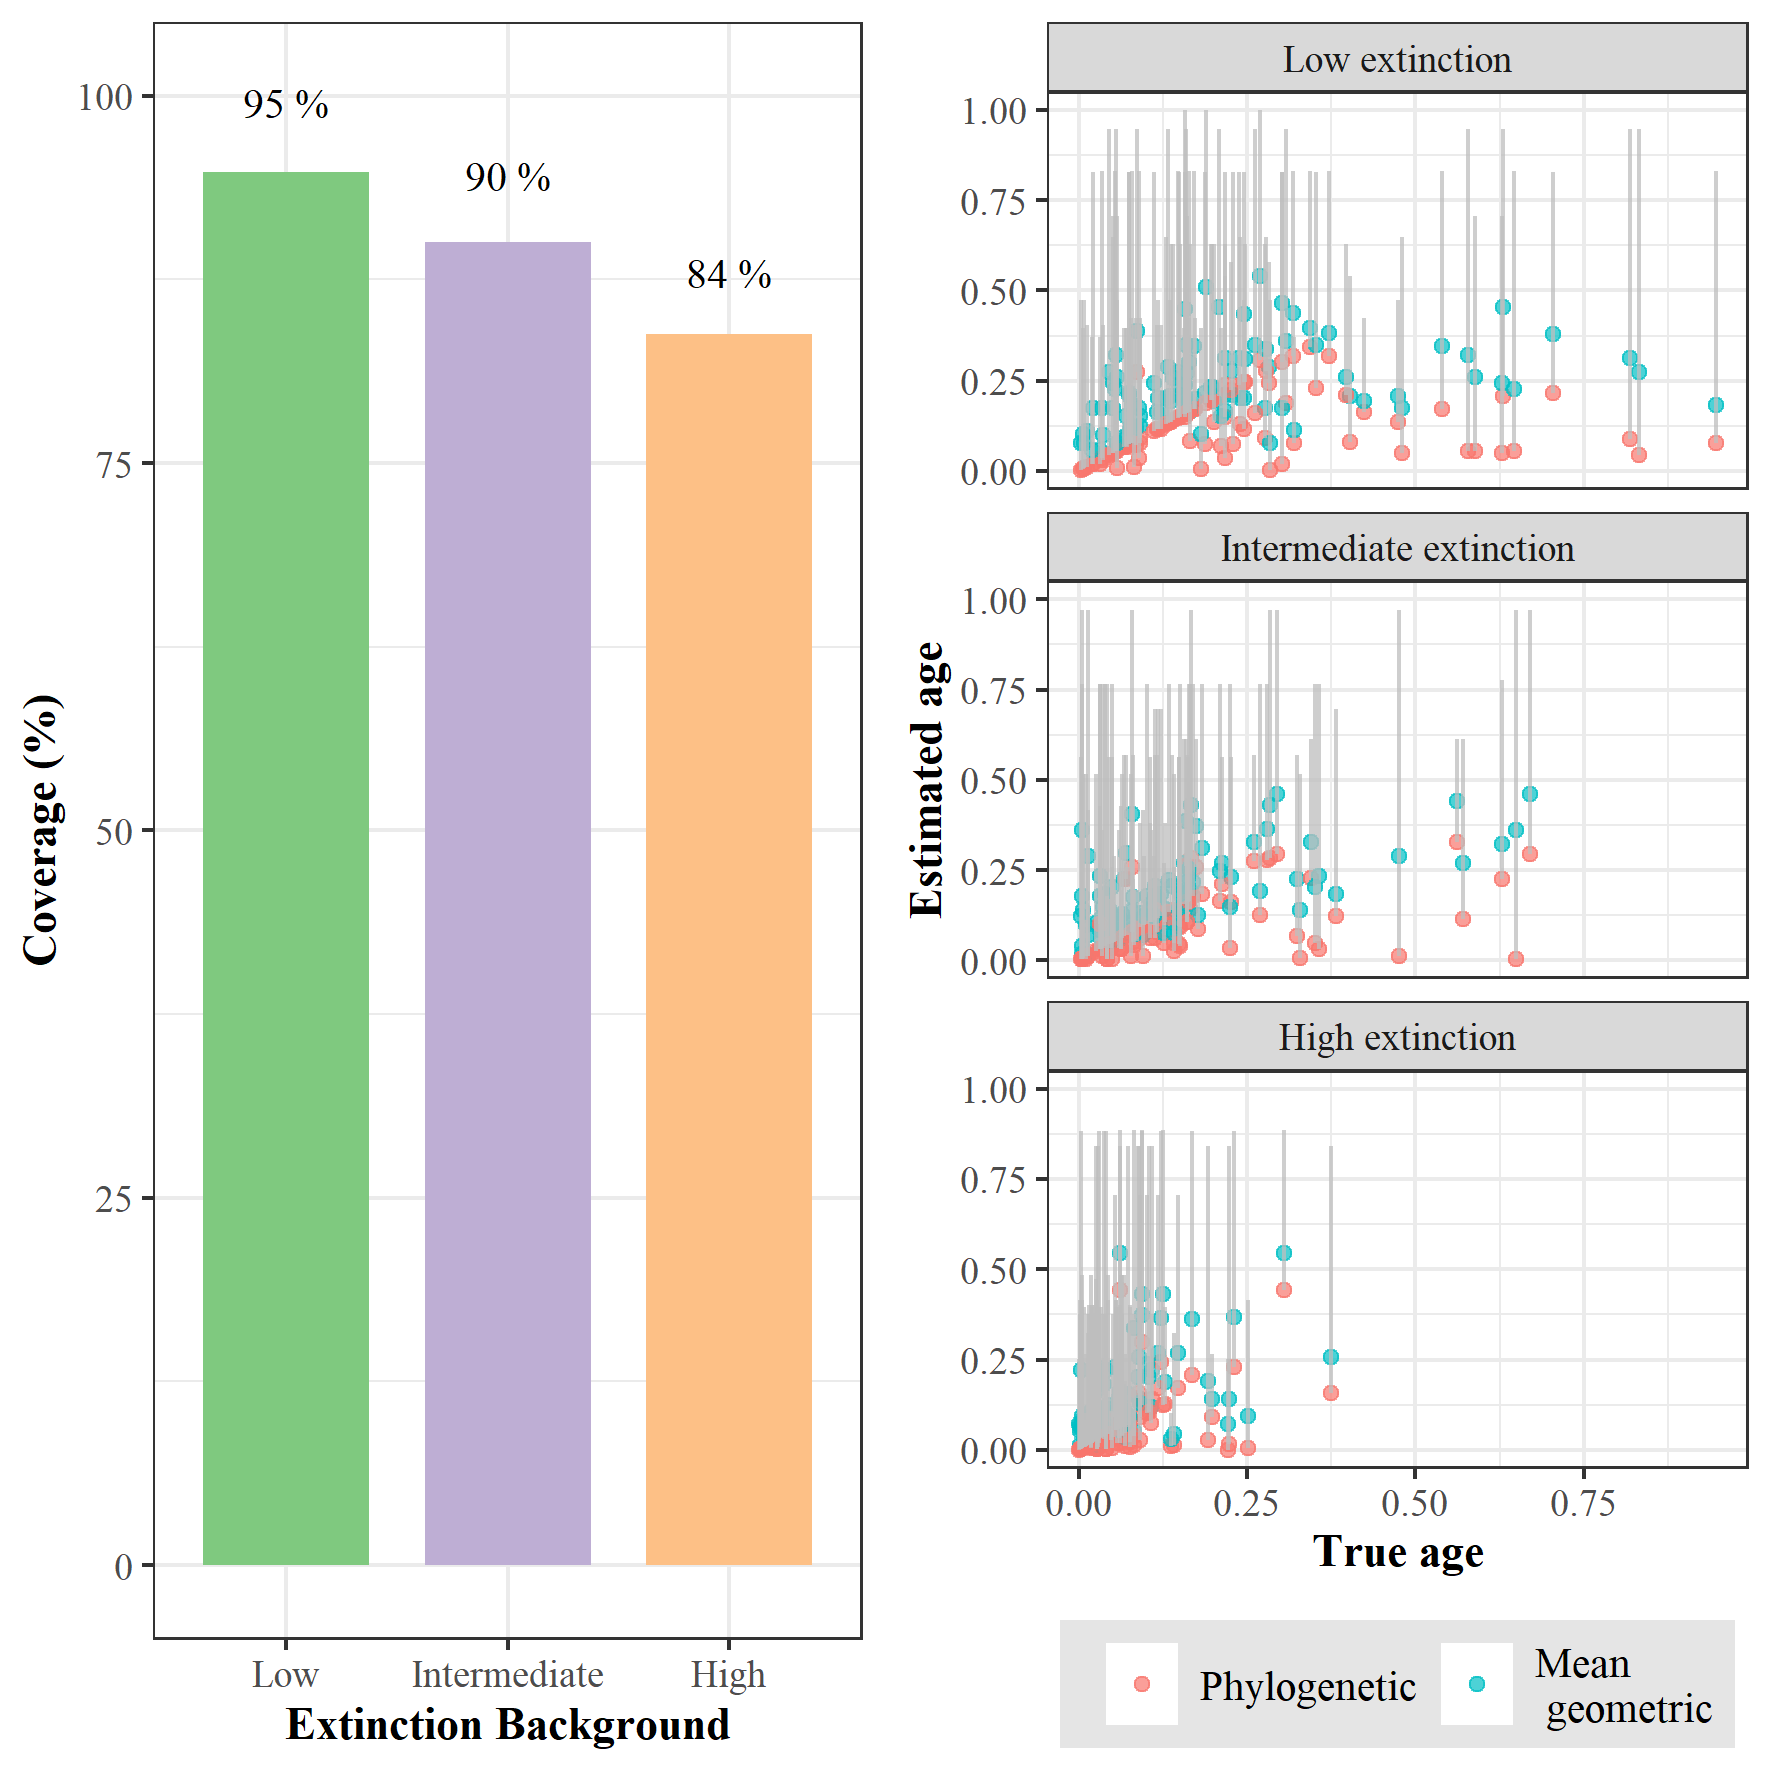 100
75
50
25
0
95 %
90 %
84 %
Coverage (%)
Low
Intermediate
High
Extinction Background
Low extinction
1.00
0.75
0.50
0.25
0.00
Intermediate extinction
1.00
0.75
0.50
0.25
0.00
High extinction
1.00
0.75
0.50
0.25
0.00
Estimated age
0.00
0.25
0.50
0.75
True age
Phylogenetic
Mean
geometric